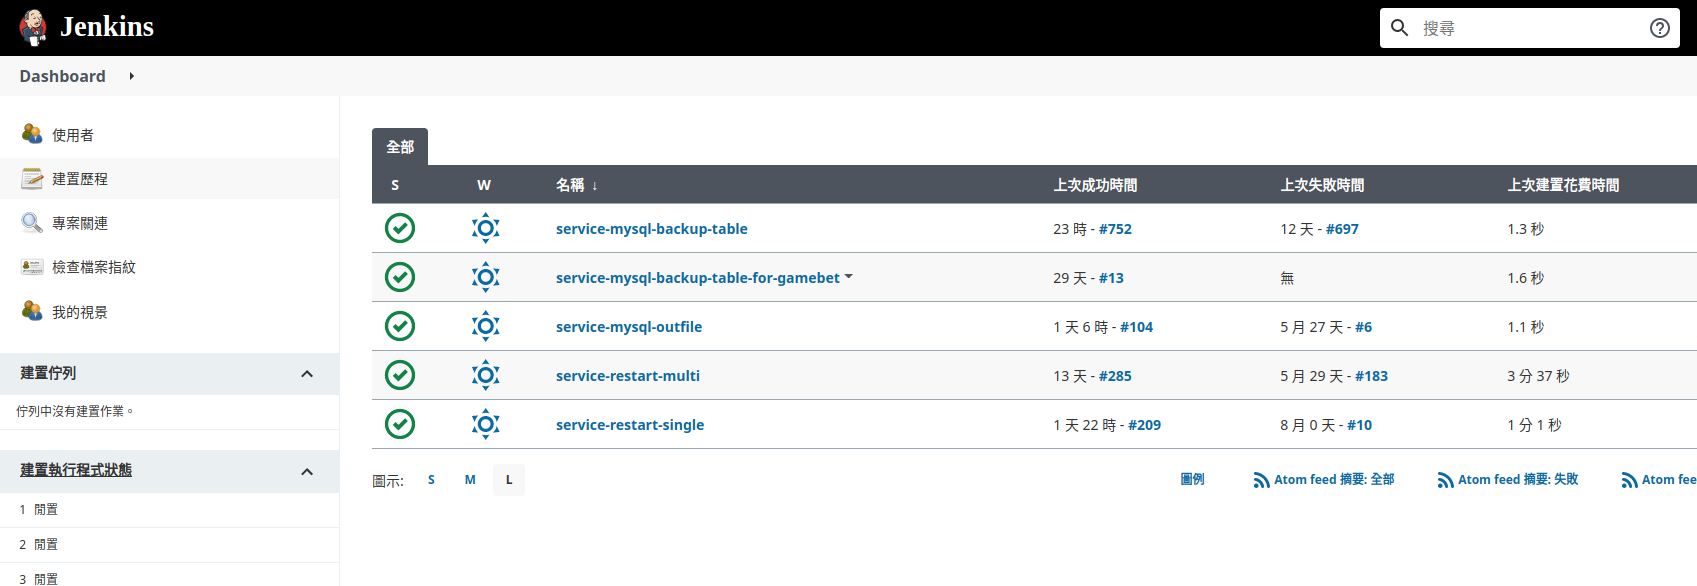 Jenkins
搜尋
Dashboard
使用者
建置歷程
專案關連
檢查檔案指紋
我的視景
建置佇列
佇列中沒有建置作業。
建置執行程式狀態
1 閒置
2 閒置
3 閒置
全部
S W 名稱 ↓ 上次成功時間 上次失敗時間 上次建置花費時間
service-mysql-backup-table 23 時 - #752 12 天 - #697 1.3 秒
service-mysql-backup-table-for-gamebet 29 天 - #13 無 1.6 秒
service-mysql-outfile 1 天 6 時 - #104 5 月 27 天 - #6 1.1 秒
service-restart-multi 13 天 - #285 5 月 29 天 - #183 3 分 37 秒
service-restart-single 1 天 22 時 - #209 8 月 0 天 - #10 1 分 1 秒
圖示: S M L 圖例 Atom feed 摘要: 全部 Atom feed 摘要: 失敗 Atom fee